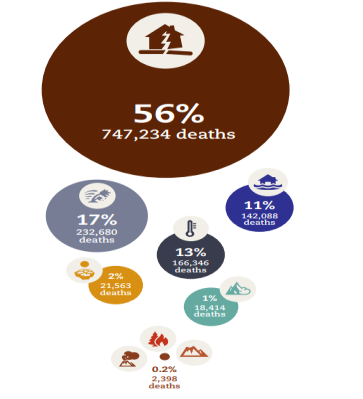 56%
747,234 deaths
17%
232,680
deaths
11%
142,088
deaths
13%
166,346
deaths
2%
21,563
deaths
1%
18,414
deaths
0.2%
2,398
deaths